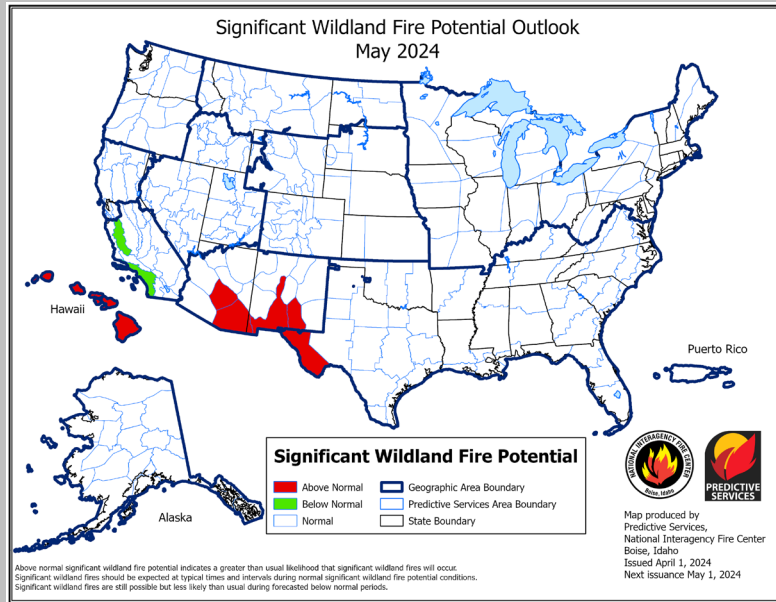 Significant Wildland Fire Potential Outlook
May 2024
Hawaii
Puerto Rico
Alaska
Significant Wildland Fire Potential
Above Normal
Below Normal
Normal
Geographic Area Boundary
Predictive Services Area Boundary
State Boundary
NATIONAL INTERAGENCY FIRE CENTER
Boise, Idaho
PREDICTIVE
SERVICES
Map produced by
Predictive Services,
National Interagency Fire Center
Boise, Idaho
Issued April 1, 2024
Next issuance May 1, 2024
Above normal significant wildland fire potential indicates a greater than usual likelihood that significant wildland fires will occur.
Significant wildland fires should be expected at typical times and intervals during normal significant wildland fire potential conditions.
Significant wildland fires are still possible but less likely than usual during forecasted below normal periods.